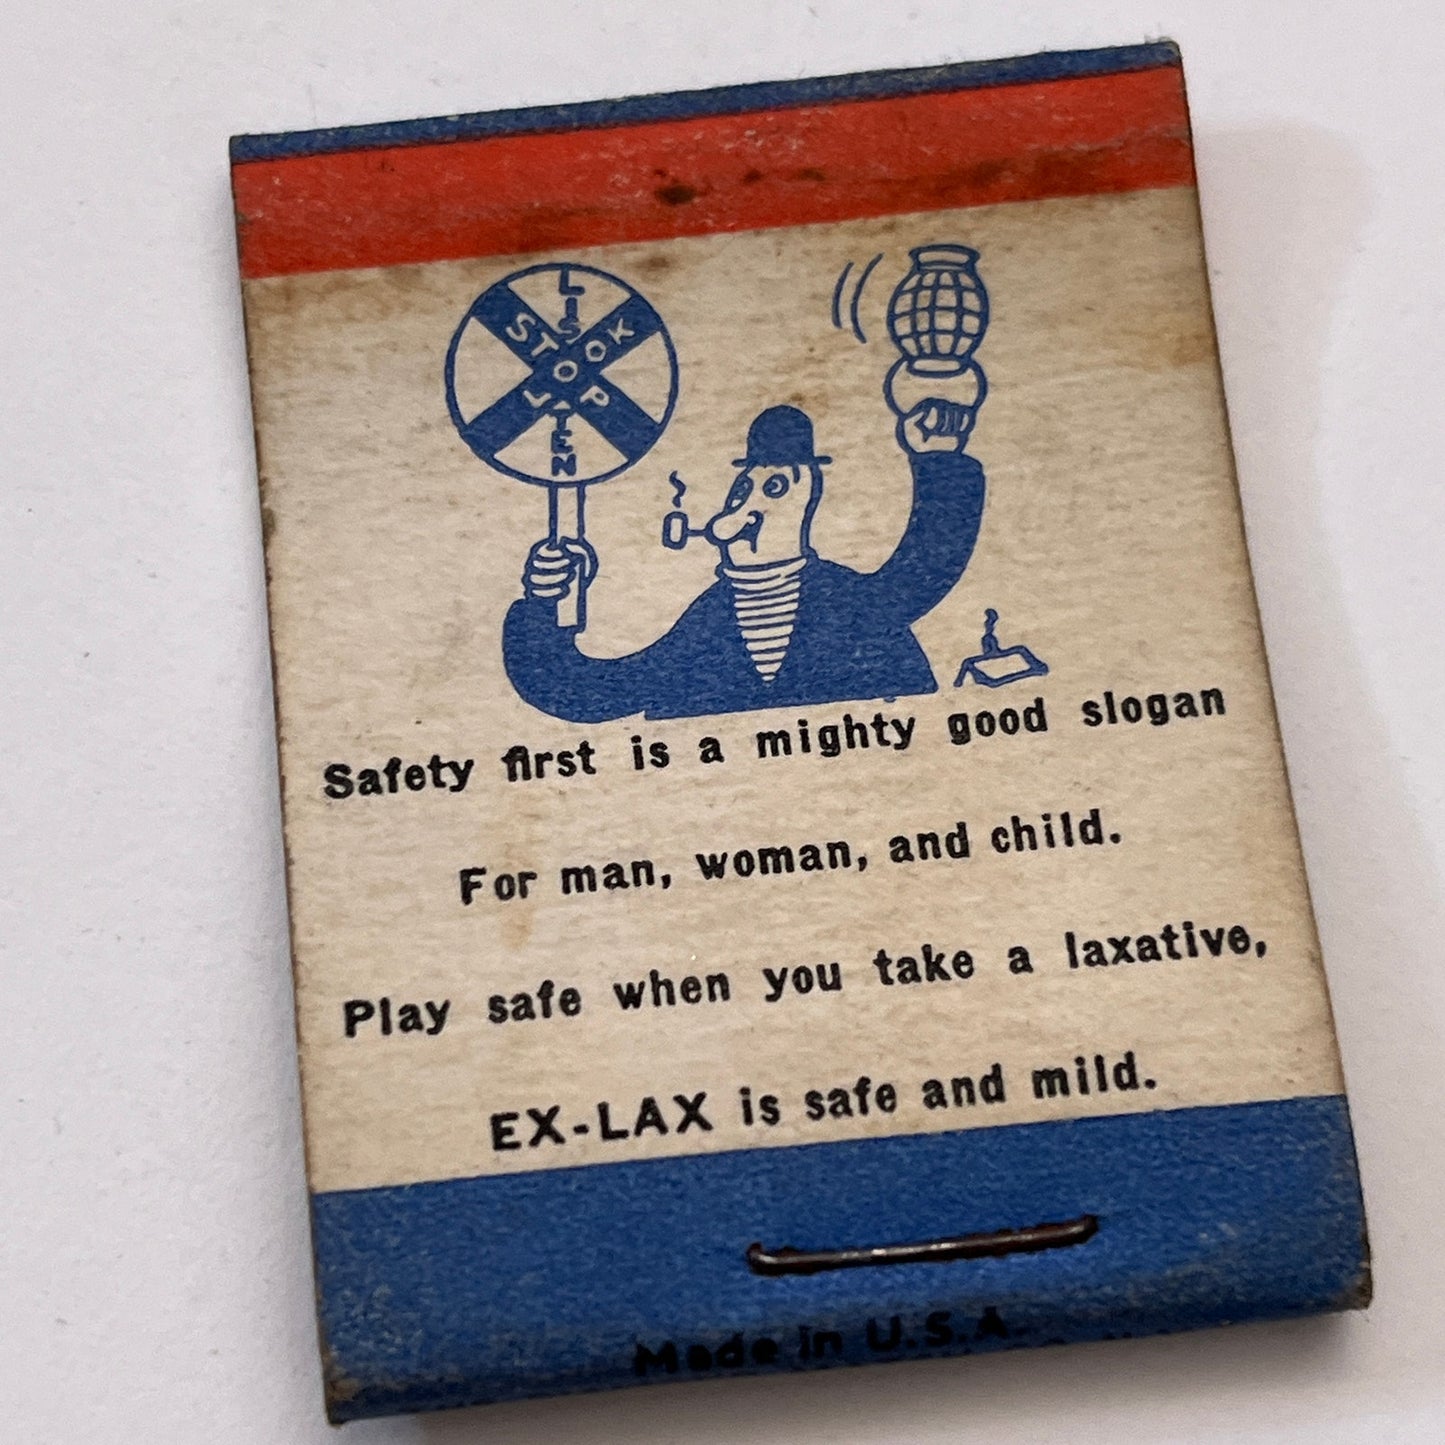 STOP
LOOK
LISTEN
Safety first is a mighty good slogan
For man, woman, and child.
Play safe when you take a laxative,
EX-LAX is safe and mild.
Made in U.S.A.